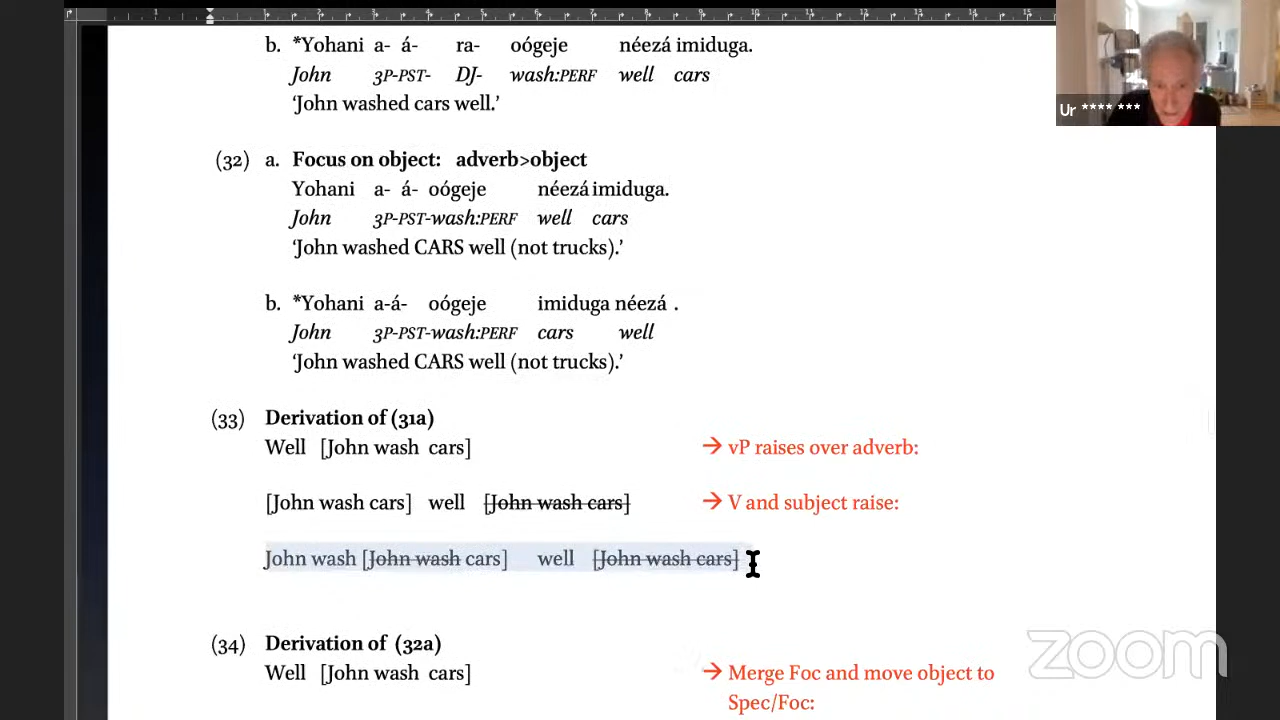 b. *Yohani a- á- ra- oógeje néezá imiduga.
John 3P-PST- DJ- wash:PERF well cars
‘John washed cars well.’
Ur **** ***
(32) a. Focus on object: adverb>object
Yohani a- á- oógeje néezá imiduga.
John 3P-PST-wash:PERF well cars
‘John washed CARS well (not trucks).’
b. *Yohani a-á- oógeje imiduga néezá .
John 3P-PST-wash:PERF cars well
‘John washed CARS well (not trucks).’
(33) Derivation of (31a)
Well [John wash cars] → vP raises over adverb:
[John wash cars] well [John wash cars] → V and subject raise:
John wash [John wash cars] well [John wash cars]
(34) Derivation of (32a)
Well [John wash cars] → Merge Foc and move object to
Spec/Foc:
zoom